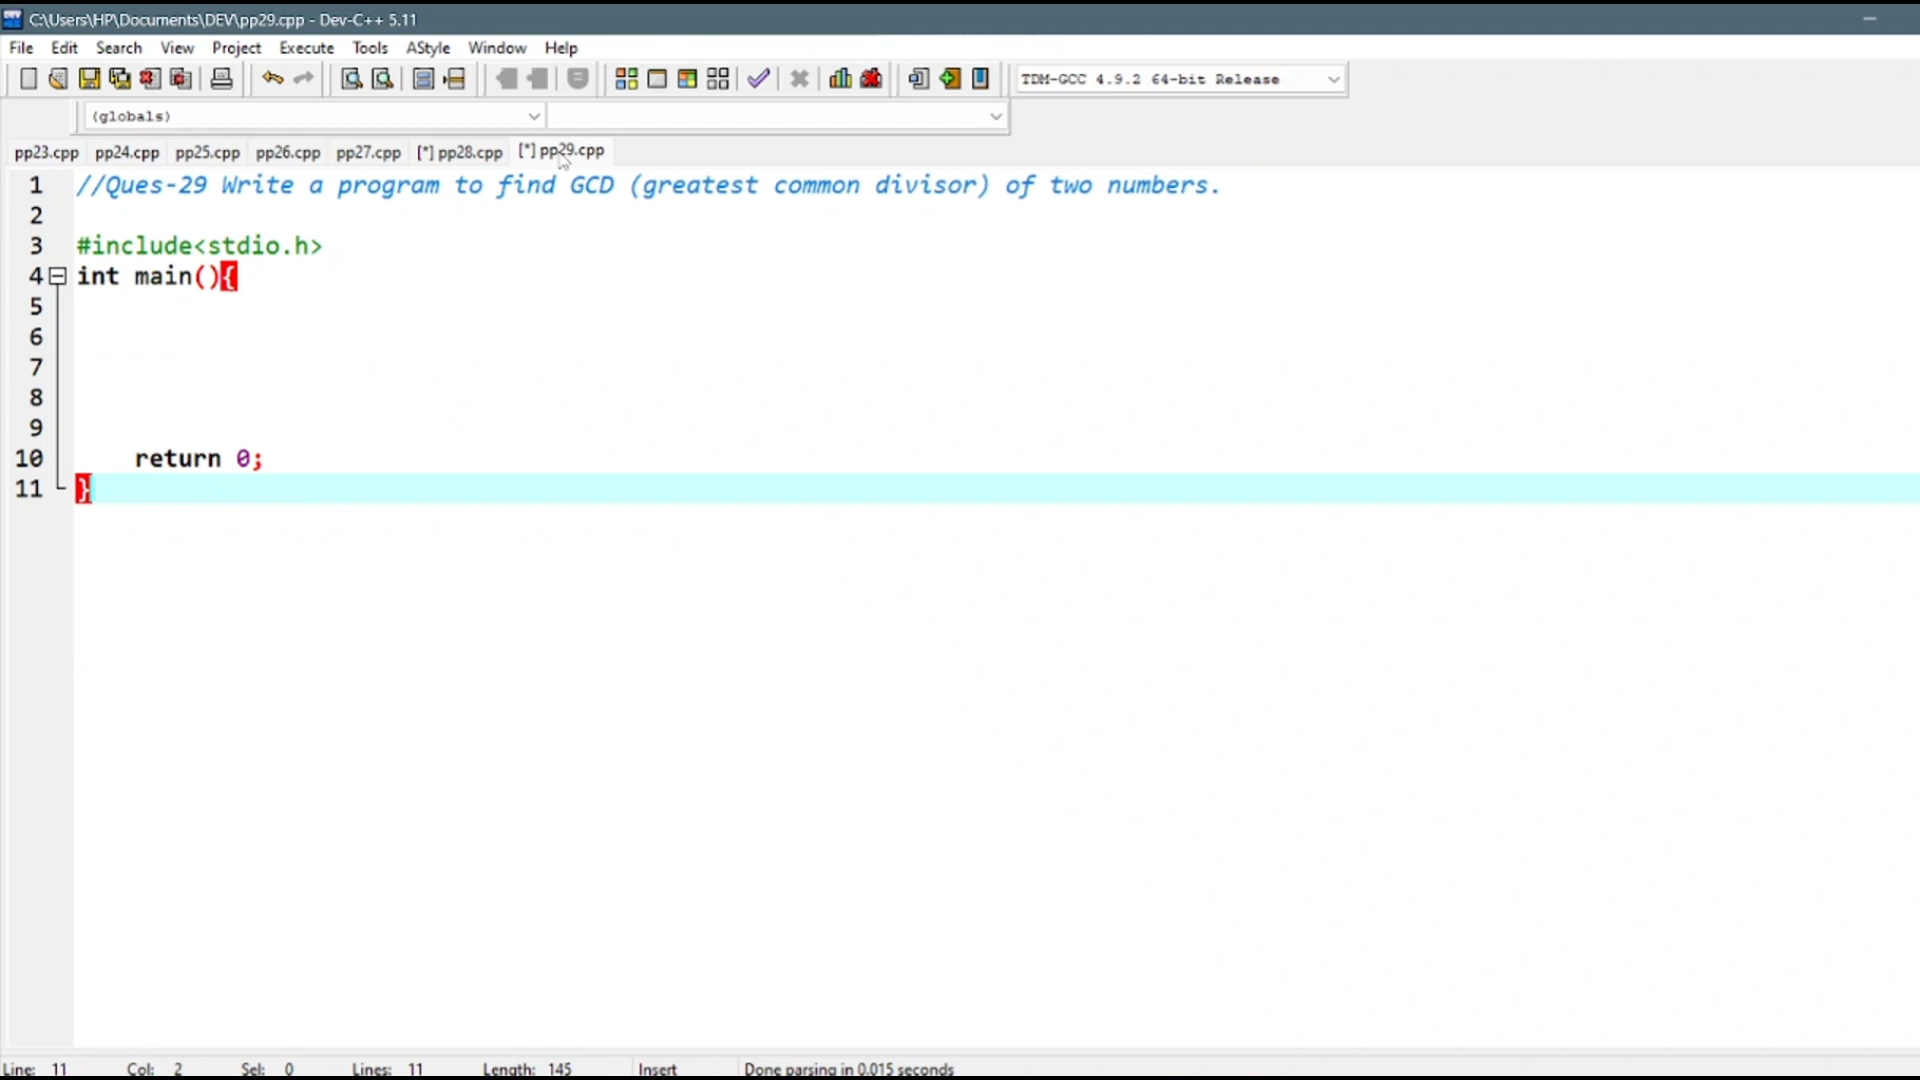 C:\Users\HP\Documents\DEV\pp29.cpp - Dev-C++ 5.11
File Edit Search View Project Execute Tools AStyle Window Help
TDM-GCC 4.9.2 64-bit Release
(globals)
pp23.cpp pp24.cpp pp25.cpp pp26.cpp pp27.cpp [*] pp28.cpp [*] pp29.cpp
1 //Ques-29 Write a program to find GCD (greatest common divisor) of two numbers.
2
3 #include<stdio.h>
4 int main(){
5
6
7
8
9
10 return 0;
11 }
Line: 11 Col: 2 Sel: 0 Lines: 11 Length: 145 Insert Done parsing in 0.015 seconds